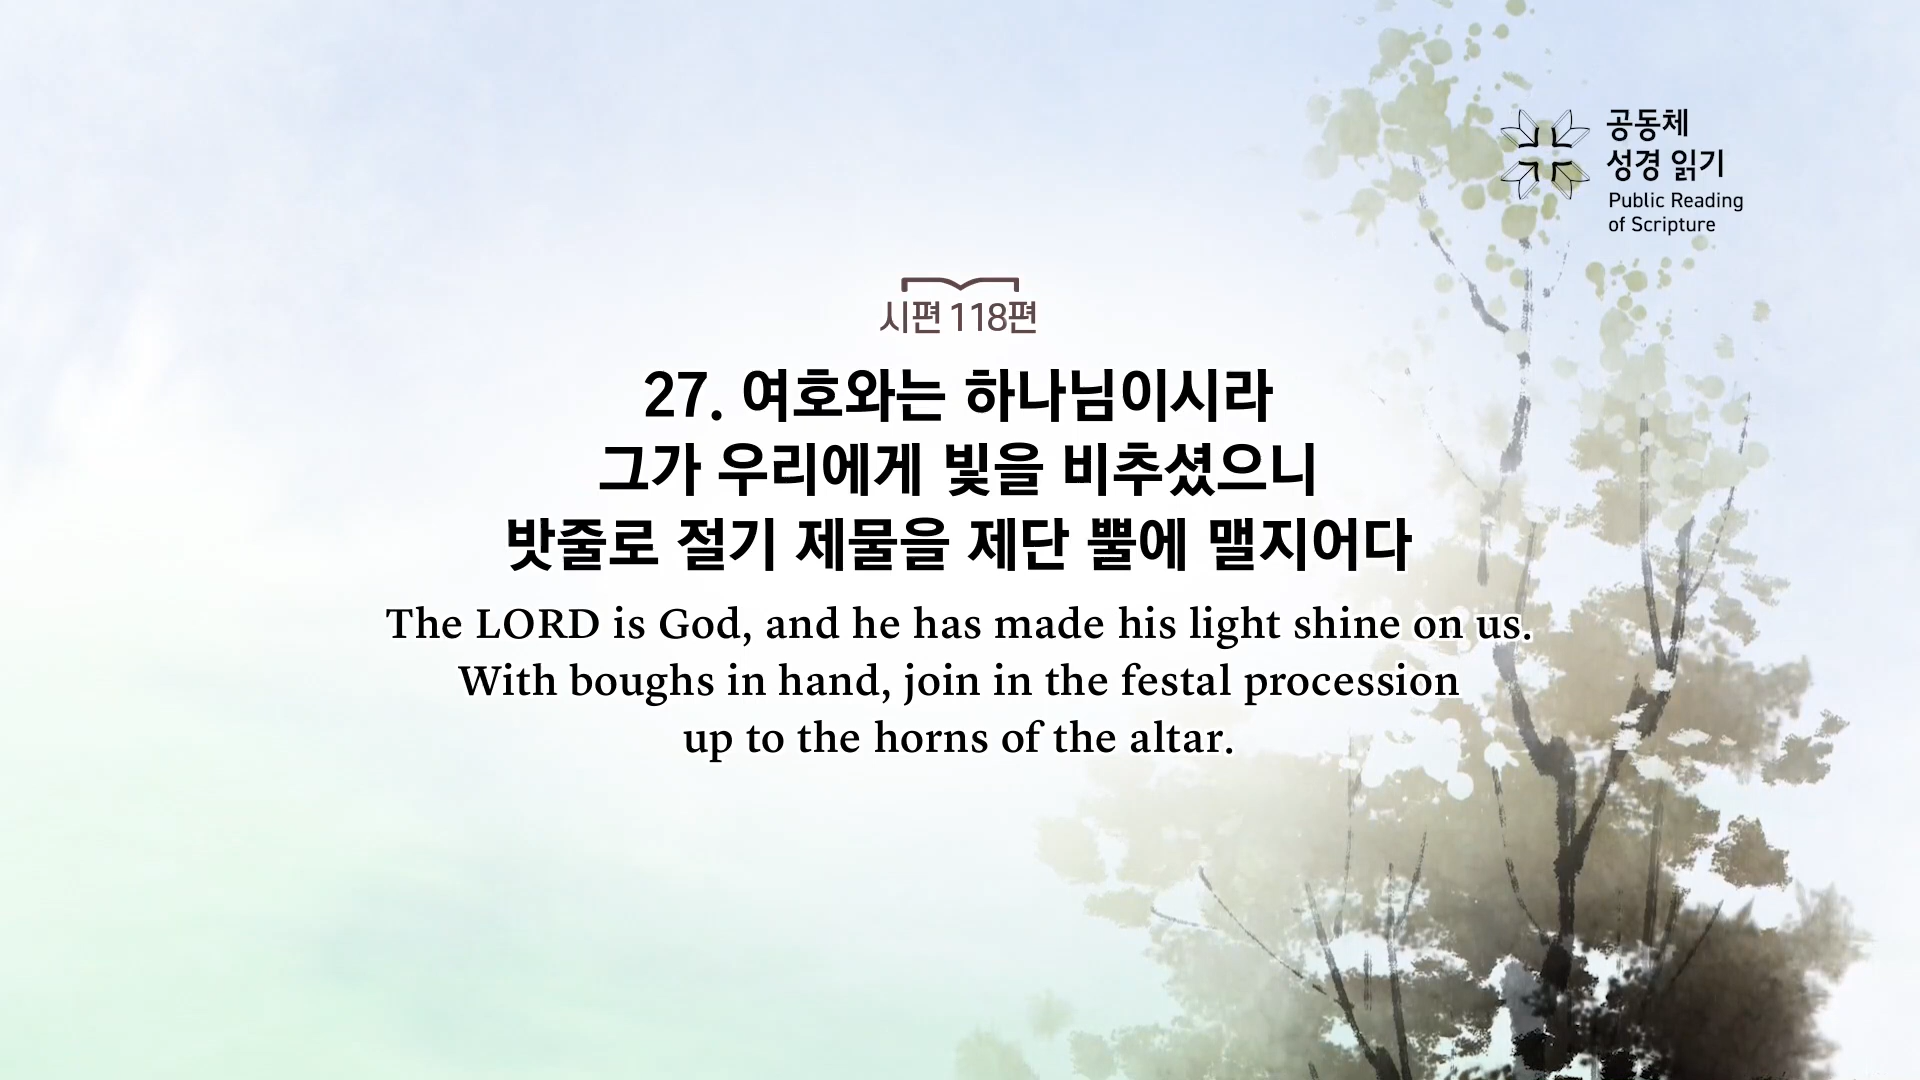 공동체
성경 읽기
Public Reading
of Scripture
시편 118편
27. 여호와는 하나님이시라
그가 우리에게 빛을 비추셨으니
밧줄로 절기 제물을 제단 뿔에 맬지어다
The LORD is God, and he has made his light shine on us.
With boughs in hand, join in the festal procession
up to the horns of the altar.